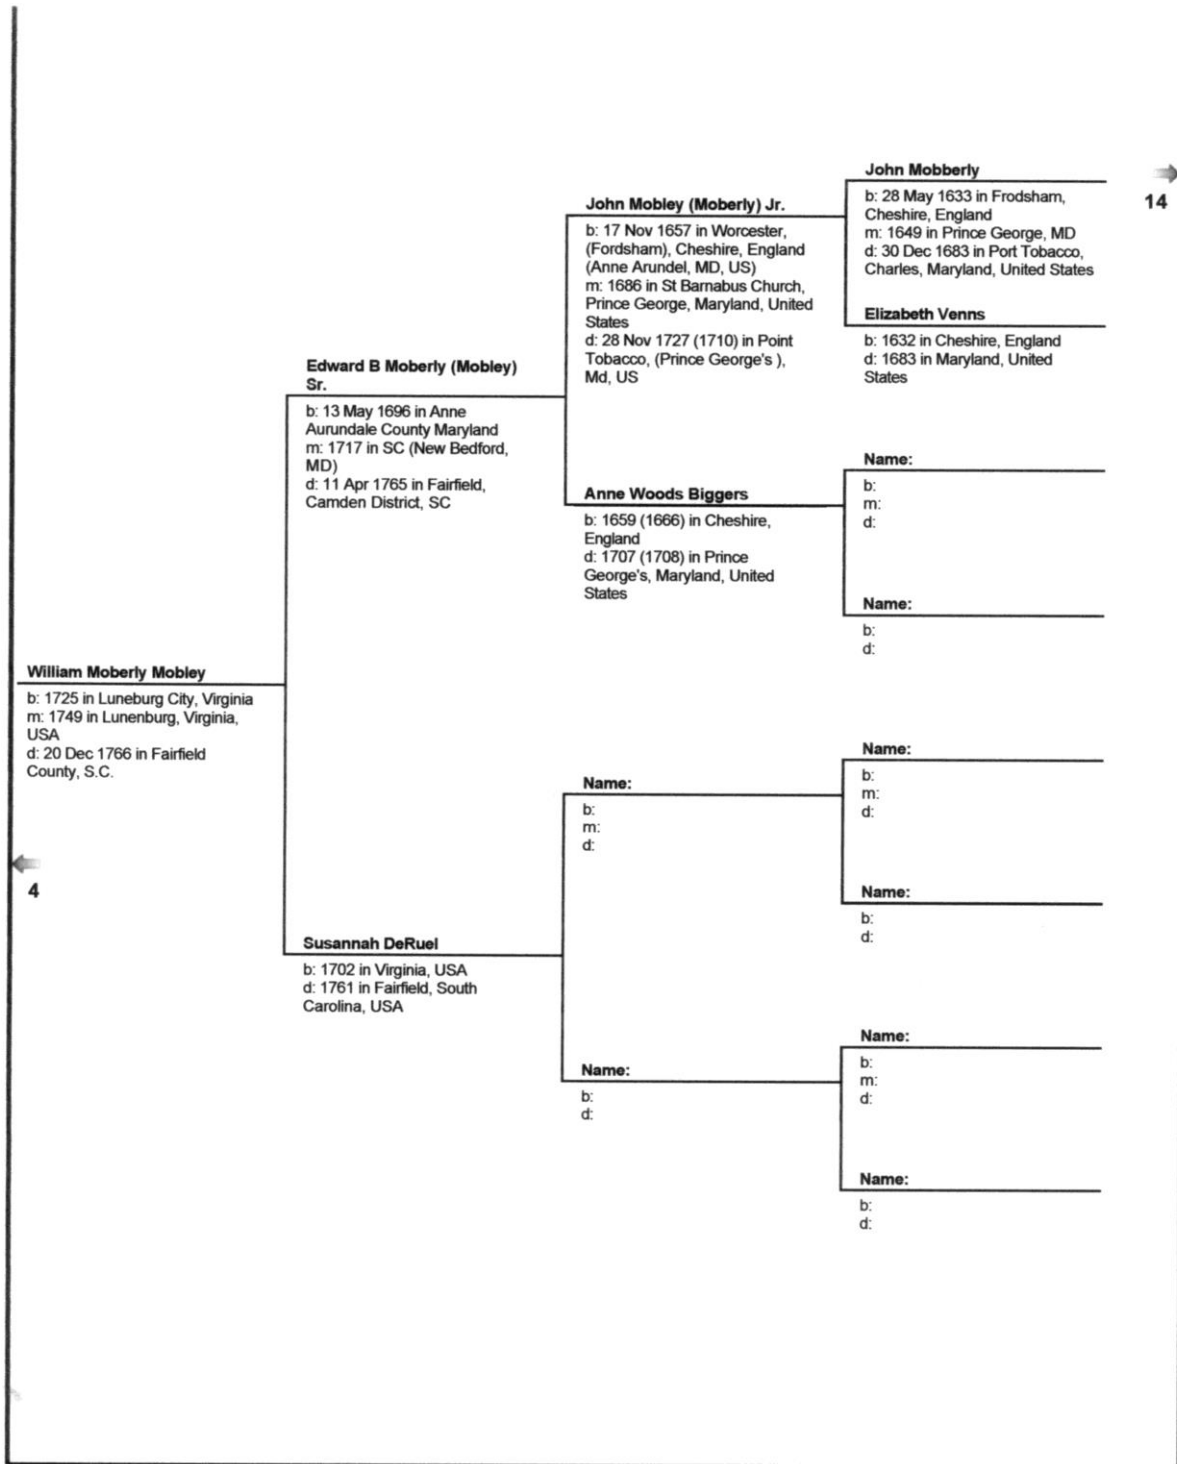 John Mobberly
b: 28 May 1633 in Frodsham,
Cheshire, England
m: 1649 in Prince George, MD
d: 30 Dec 1683 in Port Tobacco,
Charles, Maryland, United States
14
John Mobley (Moberly) Jr.
b: 17 Nov 1657 in Worcester,
(Fordsham), Cheshire, England
(Anne Arundel, MD, US)
m: 1686 in St Barnabus Church,
Prince George, Maryland, United
States
d: 28 Nov 1727 (1710) in Point
Tobacco, (Prince George's ),
Md, US
Elizabeth Venns
b: 1632 in Cheshire, England
d: 1683 in Maryland, United
States
Edward B Moberly (Mobley)
Sr.
b: 13 May 1696 in Anne
Aurundale County Maryland
m: 1717 in SC (New Bedford,
MD)
d: 11 Apr 1765 in Fairfield,
Camden District, SC
Name:
b:
m:
d:
Anne Woods Biggers
b: 1659 (1666) in Cheshire,
England
d: 1707 (1708) in Prince
George's, Maryland, United
States
Name:
b:
d:
William Moberly Mobley
b: 1725 in Luneburg City, Virginia
m: 1749 in Lunenburg, Virginia,
USA
d: 20 Dec 1766 in Fairfield
County, S.C.
4
Name:
b:
m:
d:
Name:
b:
m:
d:
Name:
b:
d:
Susannah DeRuel
b: 1702 in Virginia, USA
d: 1761 in Fairfield, South
Carolina, USA
Name:
b:
d:
Name:
b:
m:
d:
Name:
b:
d: